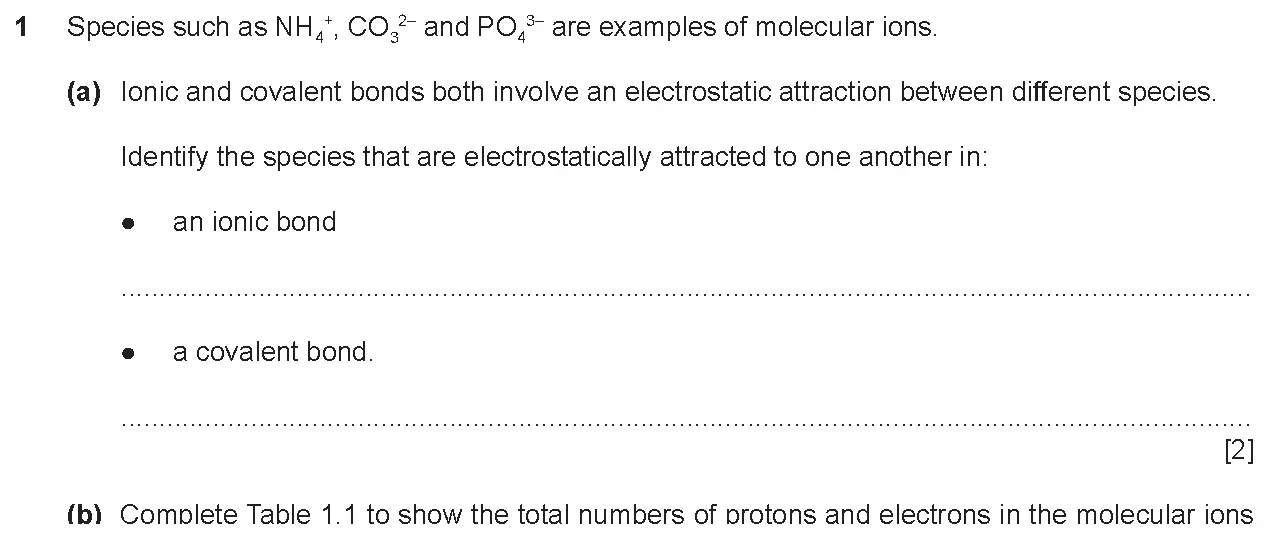 1 Species such as NH₄⁺, CO₃²⁻ and PO₄³⁻ are examples of molecular ions.
(a) Ionic and covalent bonds both involve an electrostatic attraction between different species.
Identify the species that are electrostatically attracted to one another in:
● an ionic bond
..........................................................................................................................................
● a covalent bond.
..........................................................................................................................................
[2]
(b) Complete Table 1.1 to show the total numbers of protons and electrons in the molecular ions